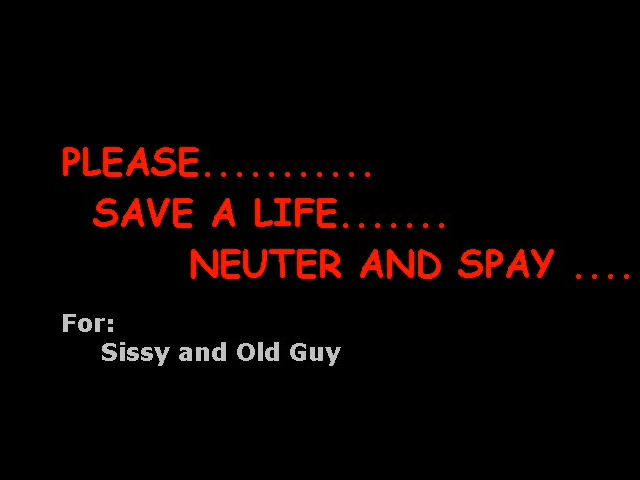 PLEASE...........
SAVE A LIFE.......
NEUTER AND SPAY ....
For:
Sissy and Old Guy